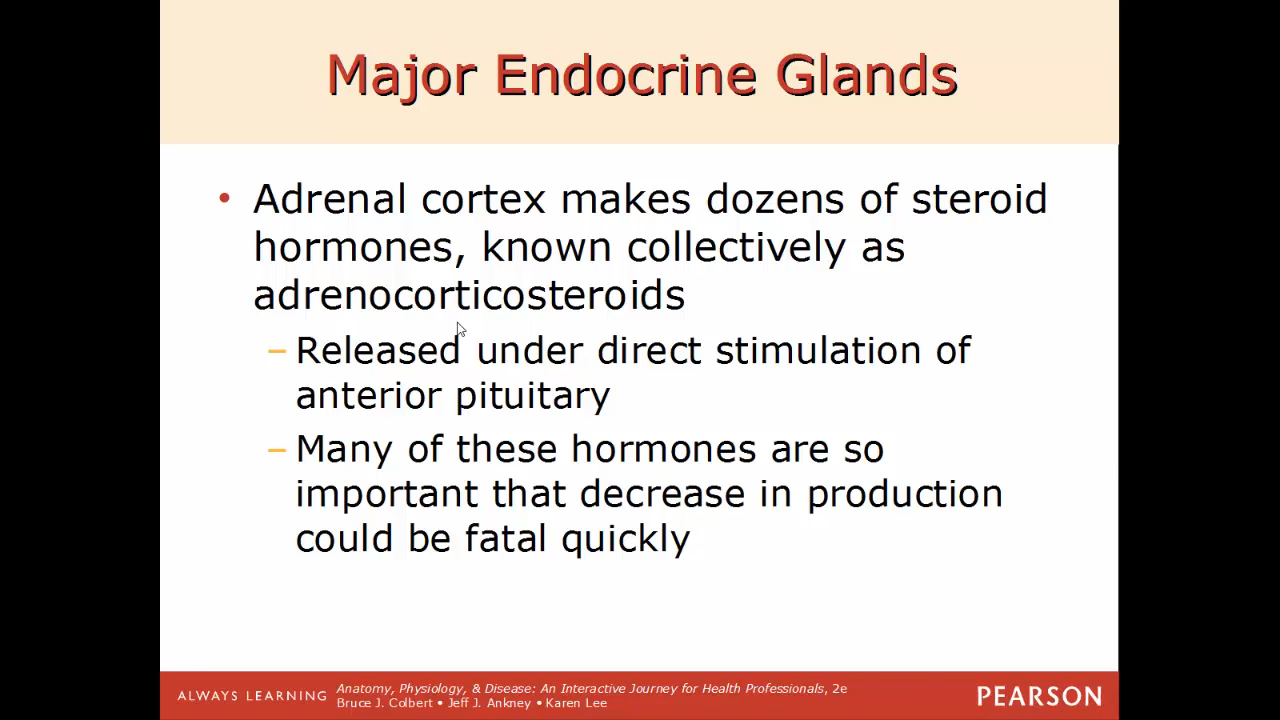 Major Endocrine Glands
• Adrenal cortex makes dozens of steroid
hormones, known collectively as
adrenocorticosteroids
– Released under direct stimulation of
anterior pituitary
– Many of these hormones are so
important that decrease in production
could be fatal quickly
ALWAYS LEARNING
Anatomy, Physiology, & Disease: An Interactive Journey for Health Professionals, 2e
Bruce J. Colbert • Jeff J. Ankney • Karen Lee
PEARSON